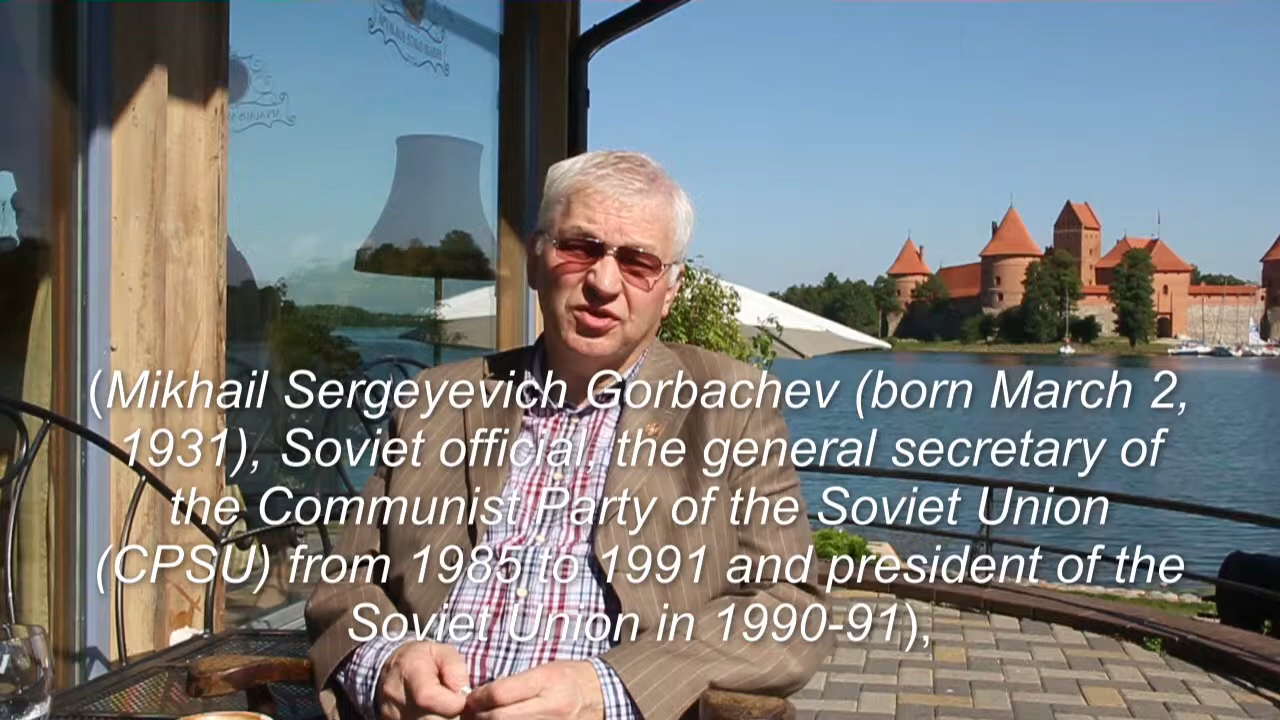 (Mikhail Sergeyevich Gorbachev (born March 2,
1931), Soviet official, the general secretary of
the Communist Party of the Soviet Union
(CPSU) from 1985 to 1991 and president of the
Soviet Union in 1990-91),